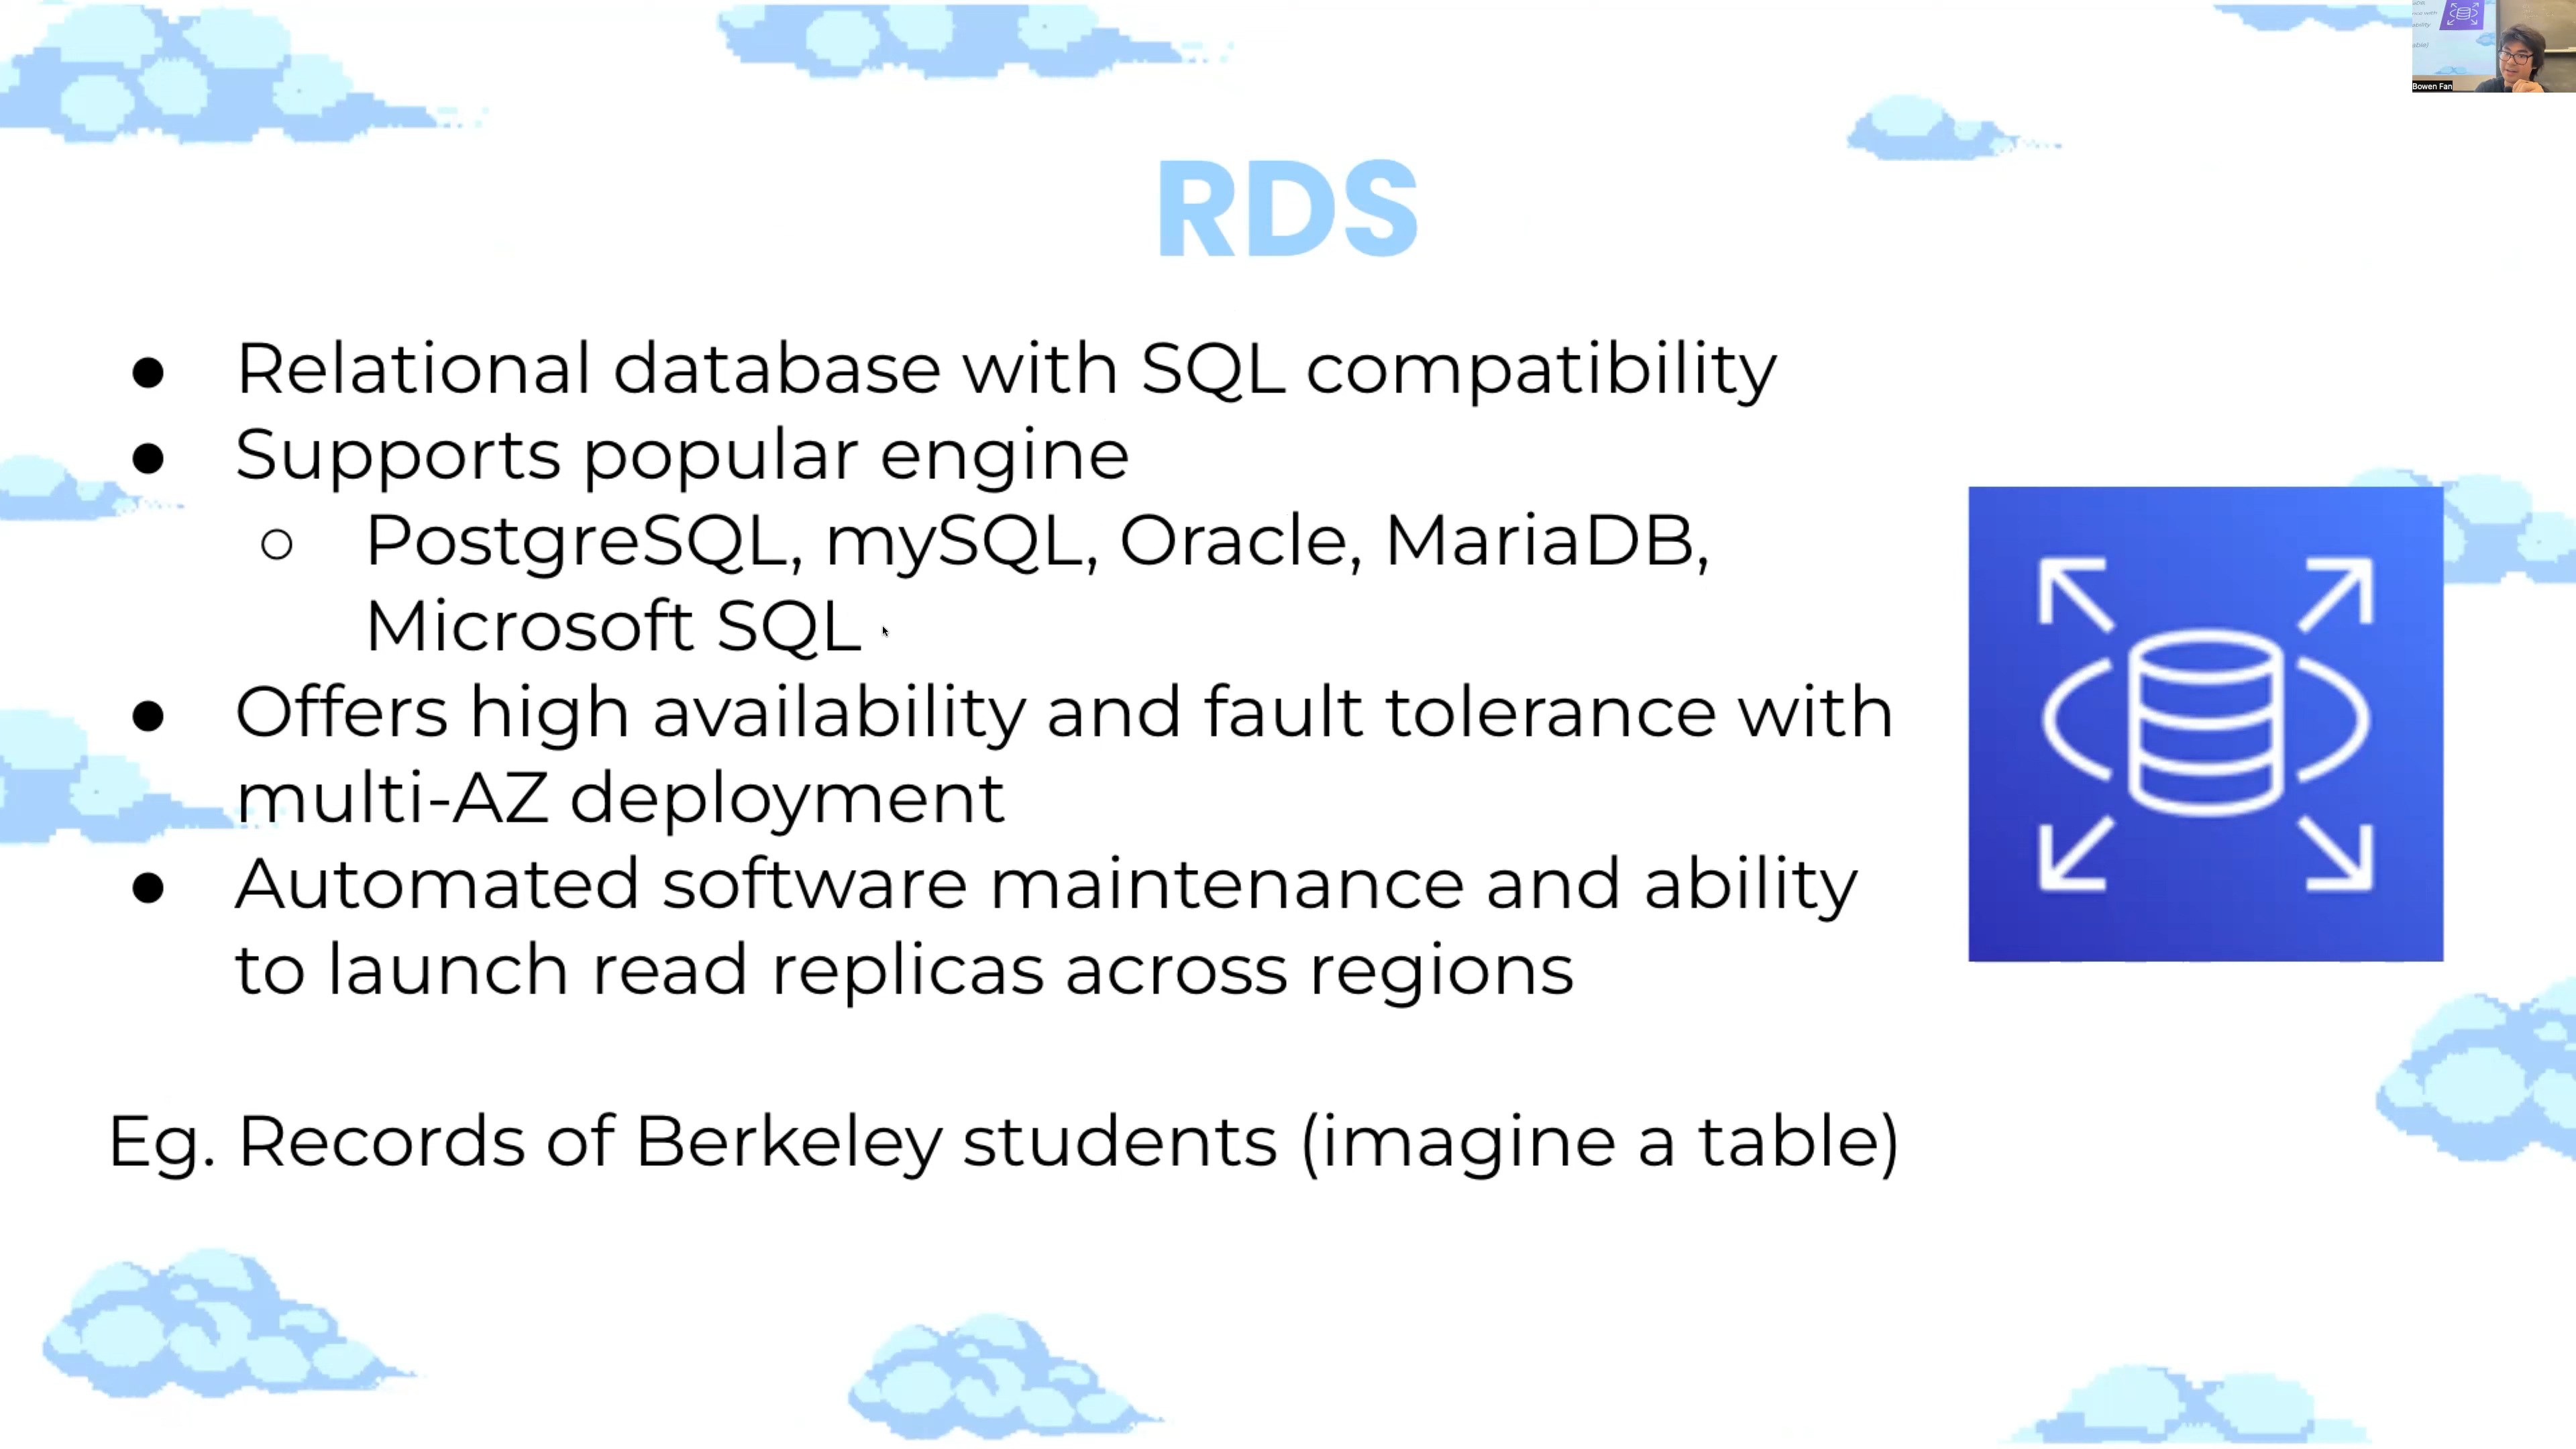 Bowen Fan
RDS
● Relational database with SQL compatibility
● Supports popular engine
○ PostgreSQL, mySQL, Oracle, MariaDB,
Microsoft SQL
● Offers high availability and fault tolerance with
multi-AZ deployment
● Automated software maintenance and ability
to launch read replicas across regions
Eg. Records of Berkeley students (imagine a table)